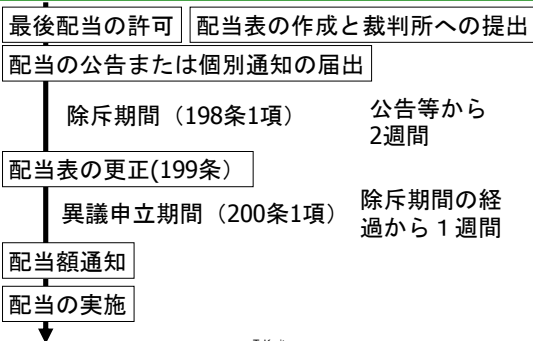 最後配当の許可 配当表の作成と裁判所への提出
配当の公告または個別通知の届出
除斥期間（198条1項） 公告等から
2週間
配当表の更正(199条）
異議申立期間（200条1項） 除斥期間の経
過から１週間
配当額通知
配当の実施